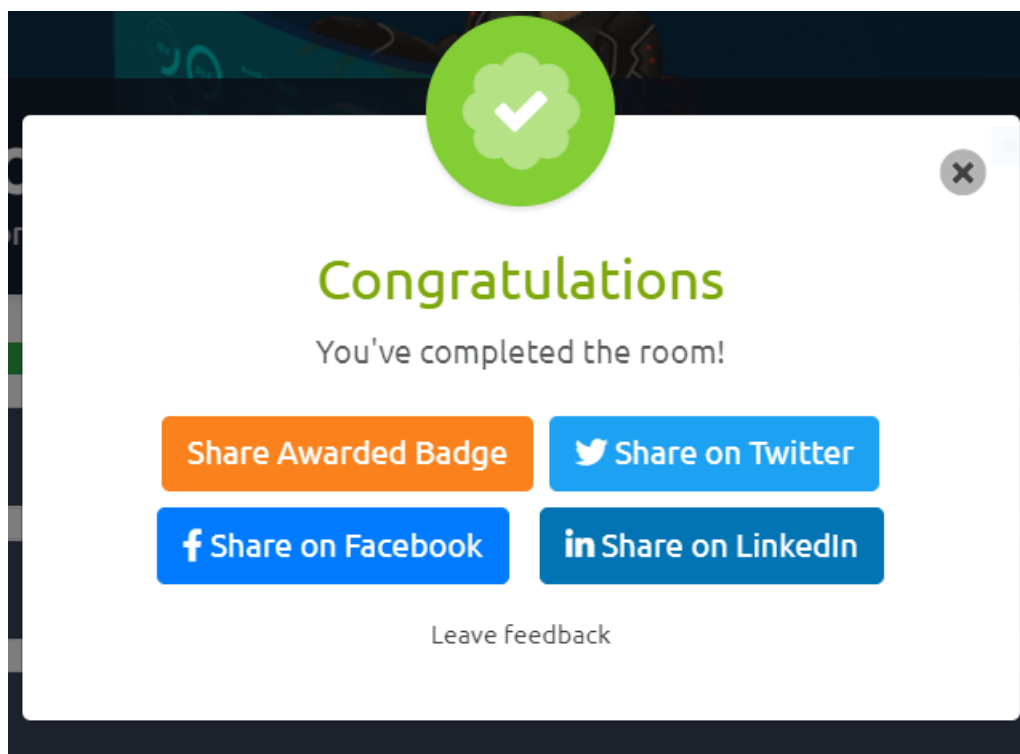 Congratulations
You've completed the room!
Share Awarded Badge
Share on Twitter
Share on Facebook
in Share on LinkedIn
Leave feedback